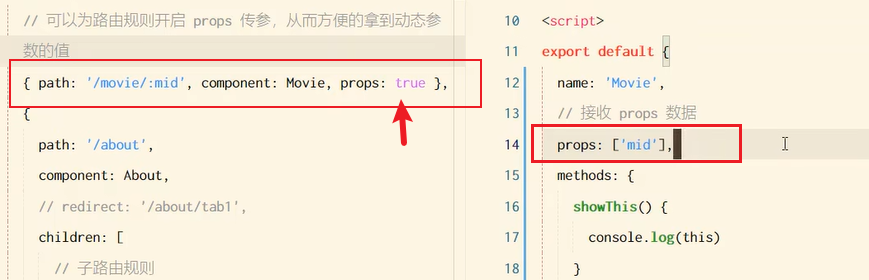 // 可以为路由规则开启 props 传参，从而方便的拿到动态参
数的值
{ path: '/movie/:mid', component: Movie, props: true },
{
path: '/about',
component: About,
// redirect: '/about/tab1',
children: [
// 子路由规则
10 <script>
11 export default {
12 name: 'Movie',
13 // 接收 props 数据
14 props: ['mid'],
15 methods: {
16 showThis() {
17 console.log(this)
18 }